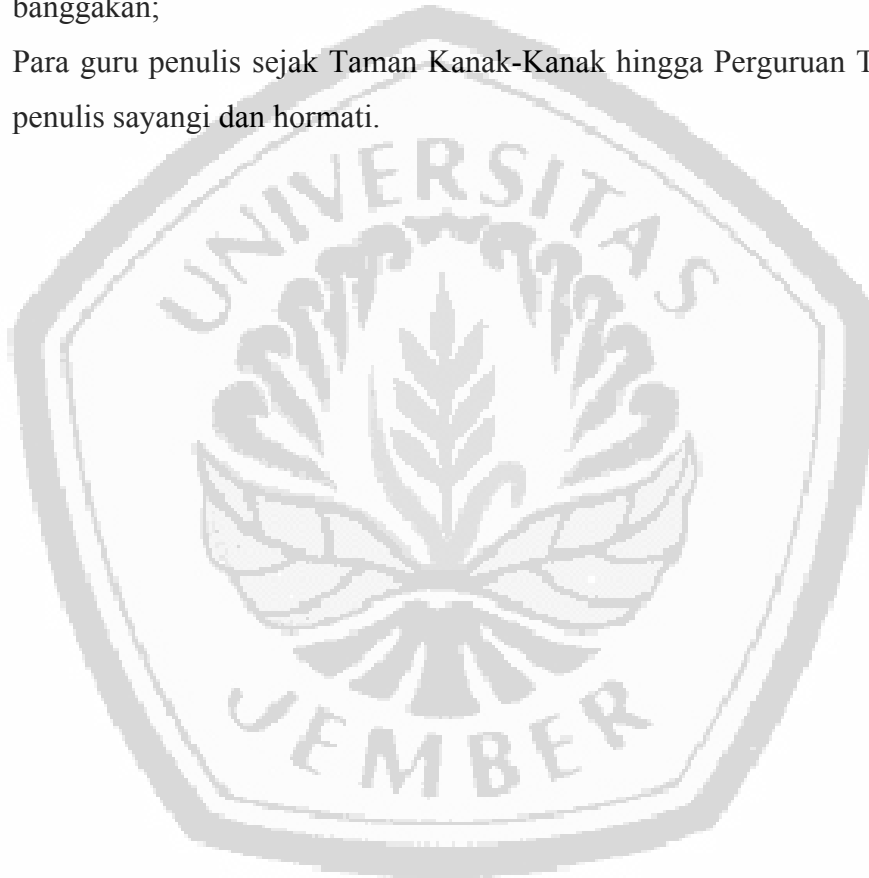 banggakan;
Para guru penulis sejak Taman Kanak-Kanak hingga Perguruan T
penulis sayangi dan hormati.
UNIVERSITAS
JEMBER